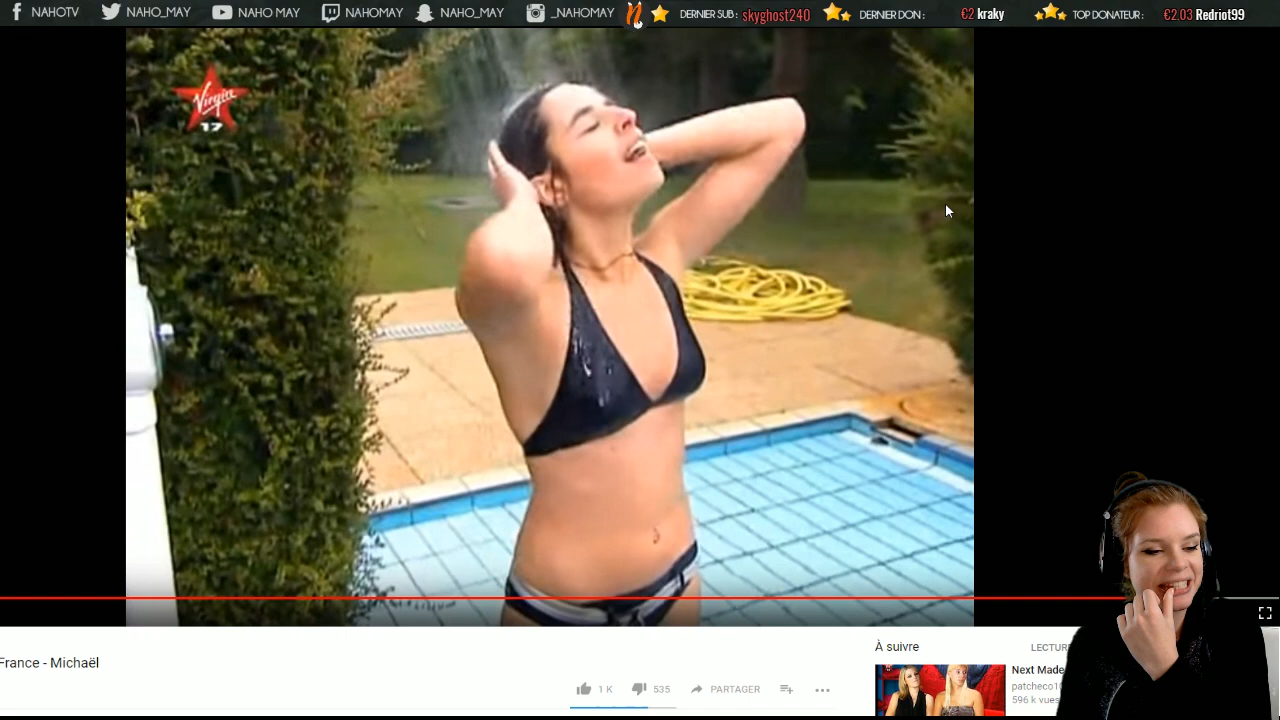 NAHOTV NAHO_MAY NAHO MAY NAHOMAY NAHO_MAY _NAHOMAY DERNIER SUB : skyghost240 DERNIER DON : €2 kraky TOP DONATEUR : €2.03 Redriot99
Virgin
17
France - Michaël
1 K 535 PARTAGER
À suivre
LECTUR
Next Made
patcheco1
596 k vues